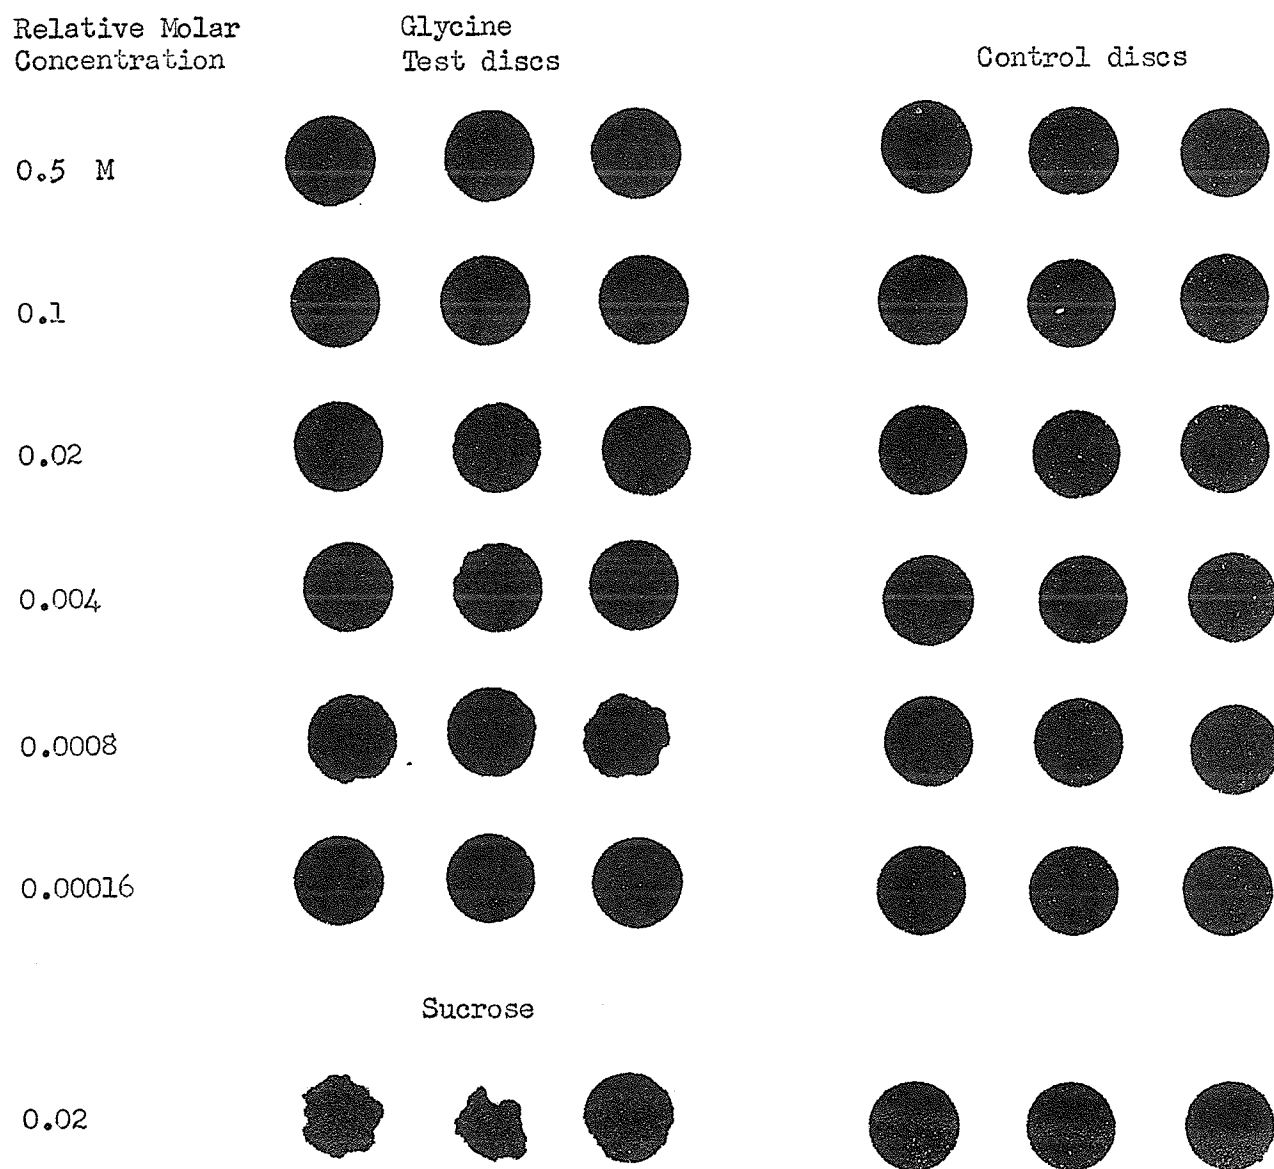 Relative Molar
Concentration
Glycine
Test discs
Control discs
0.5 M
0.1
0.02
0.004
0.0008
0.00016
Sucrose
0.02